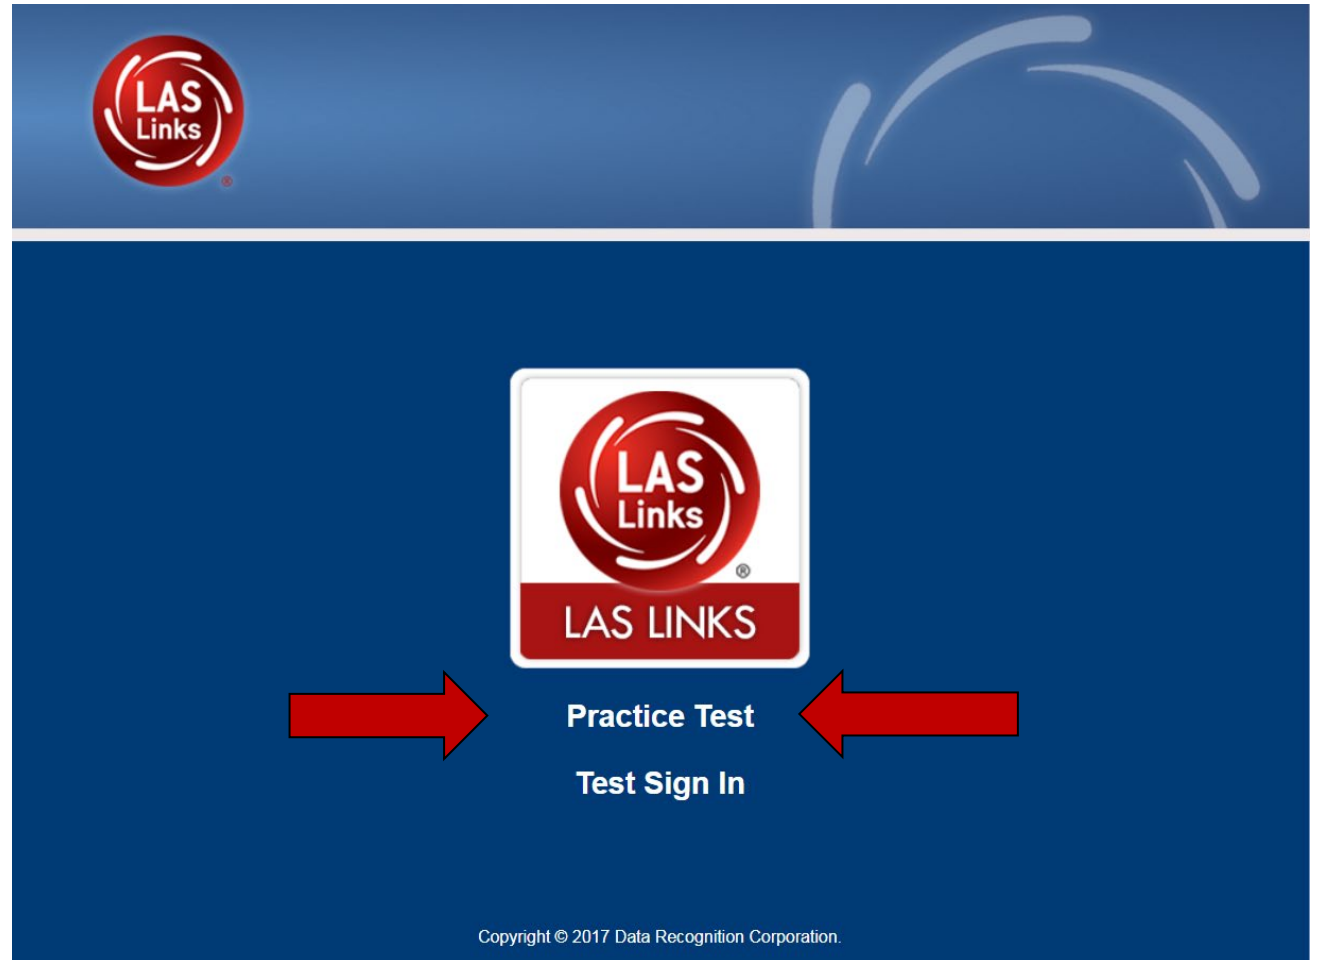 LAS
Links
®
LAS
Links
®
LAS LINKS
Practice Test
Test Sign In
Copyright © 2017 Data Recognition Corporation.